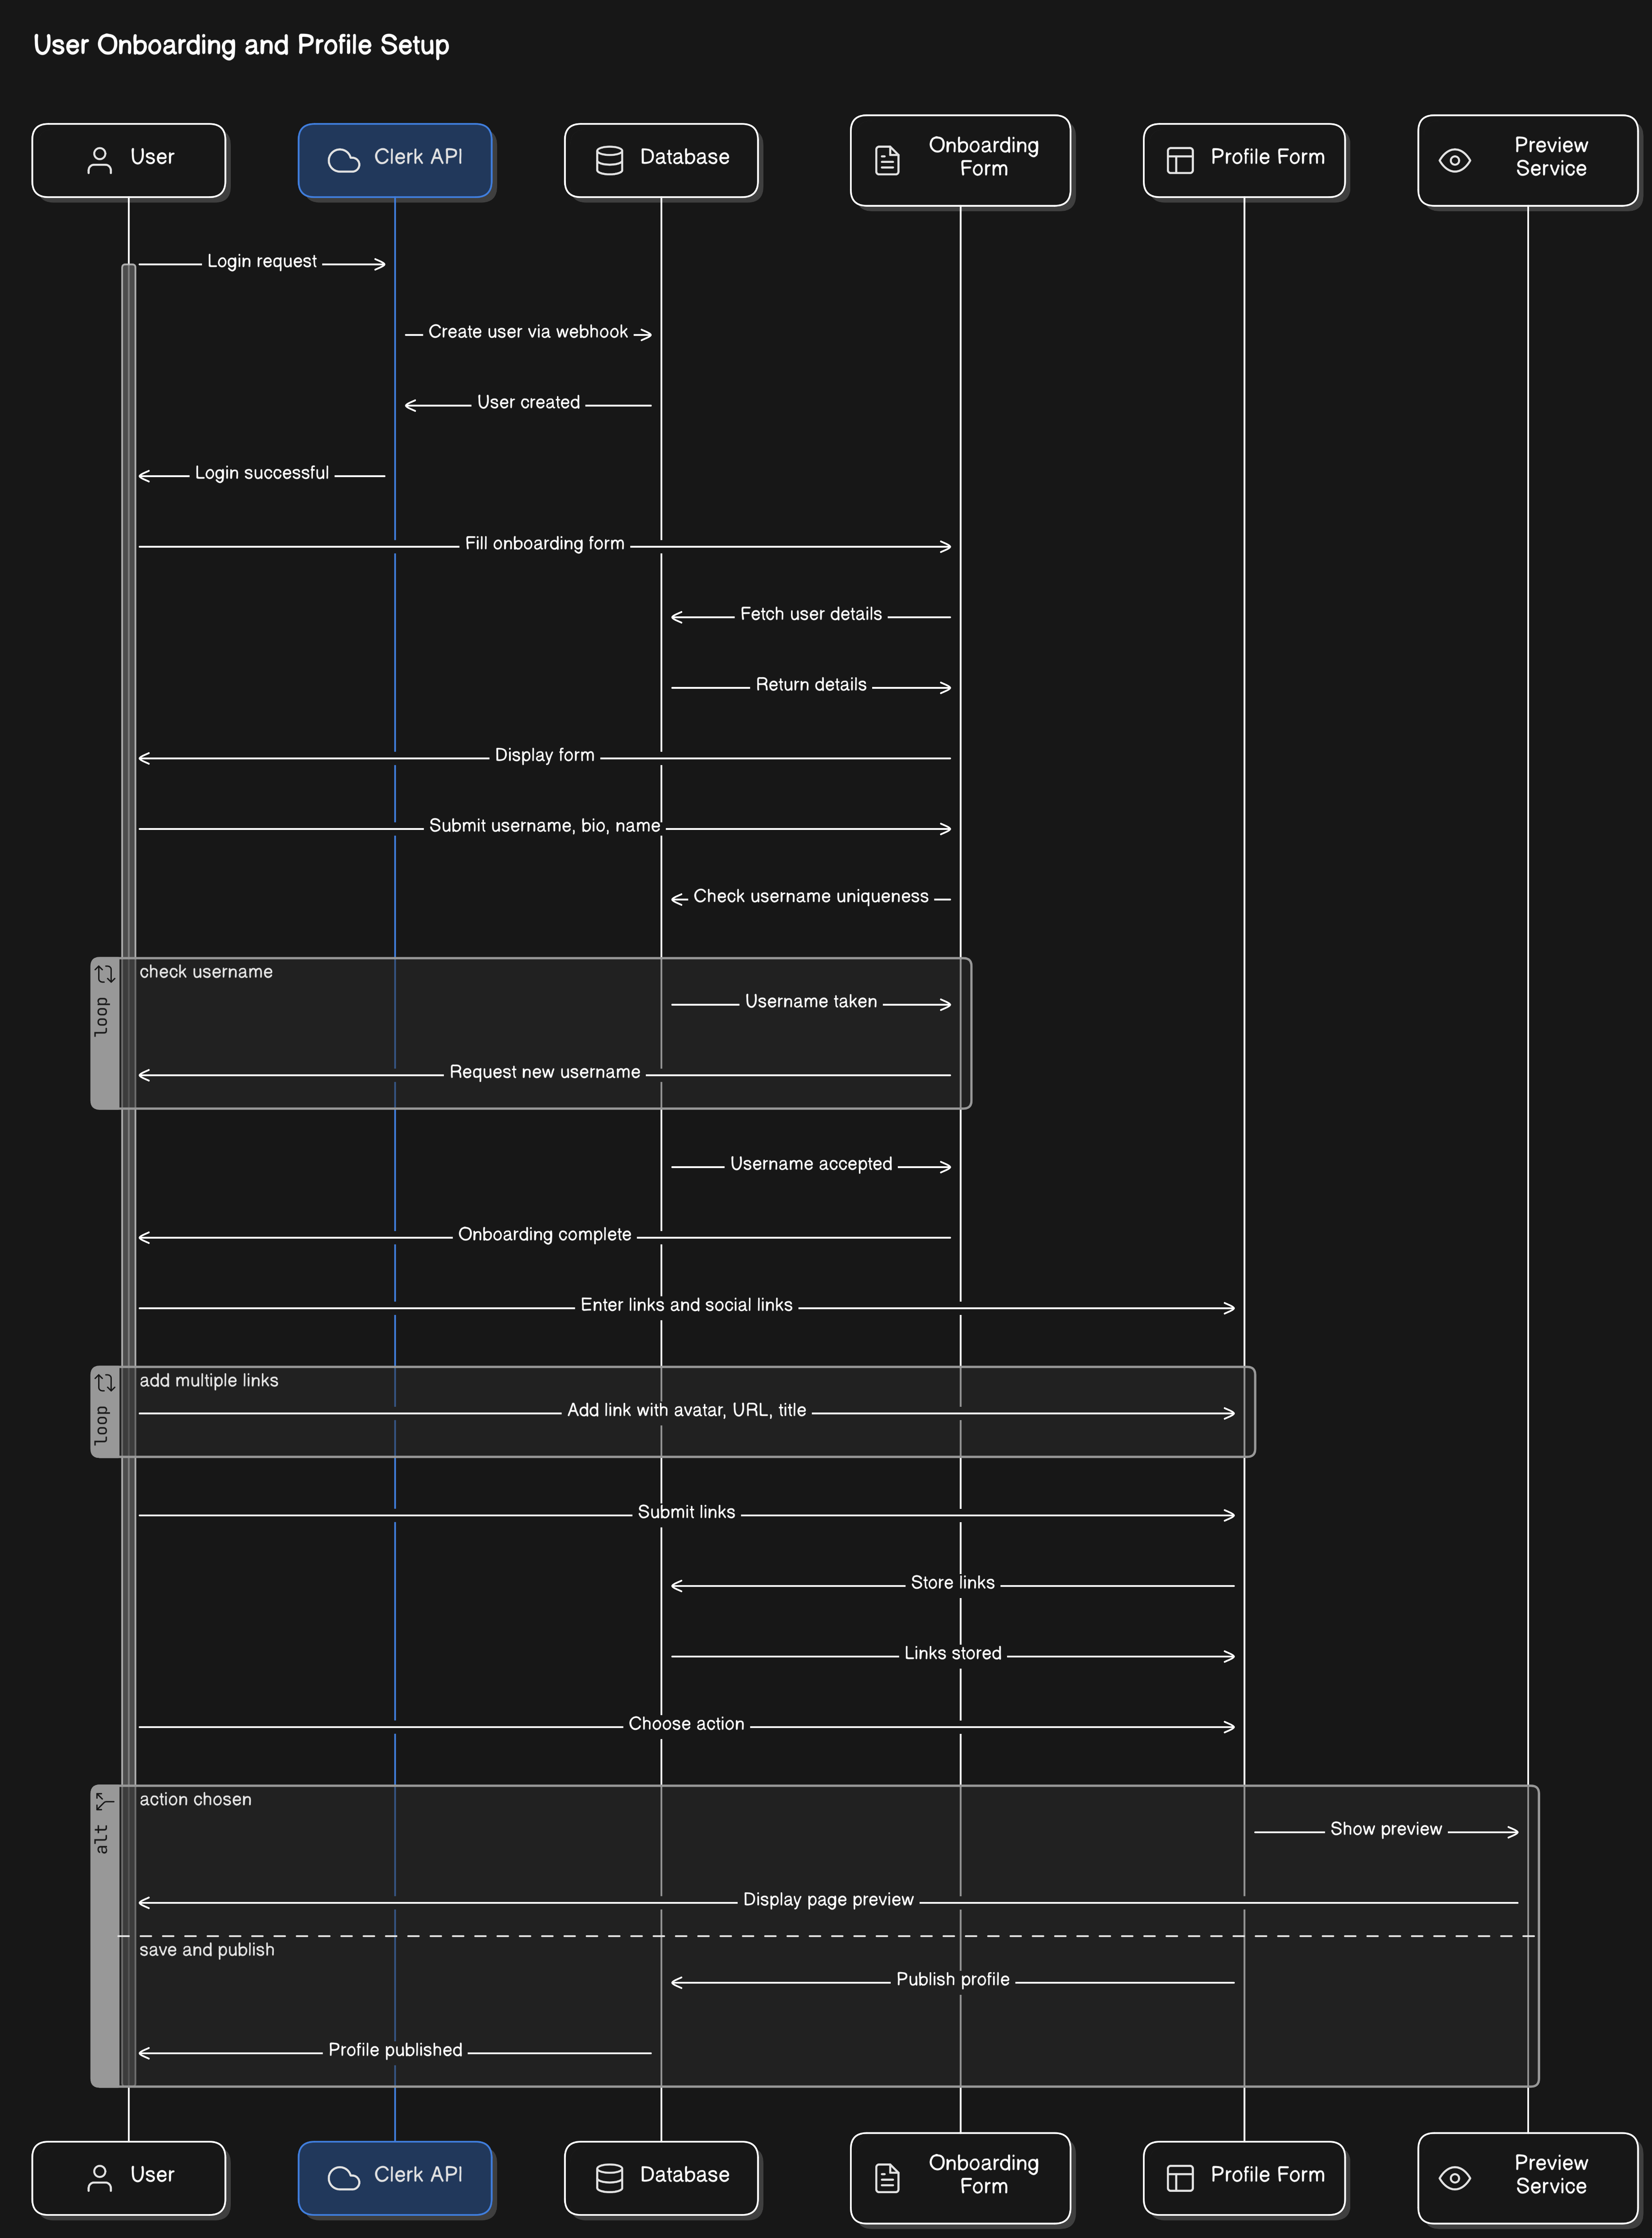 User Onboarding and Profile Setup
User
Clerk API
Database
Onboarding
Form
Profile Form
Preview
Service
Login request
Create user via webhook
User created
Login successful
Fill onboarding form
Fetch user details
Return details
Display form
Submit username, bio, name
Check username uniqueness
loop
check username
Username taken
Request new username
Username accepted
Onboarding complete
Enter links and social links
loop
add multiple links
Add link with avatar, URL, title
Submit links
Store links
Links stored
Choose action
alt
action chosen
Show preview
Display page preview
save and publish
Publish profile
Profile published
User
Clerk API
Database
Onboarding
Form
Profile Form
Preview
Service